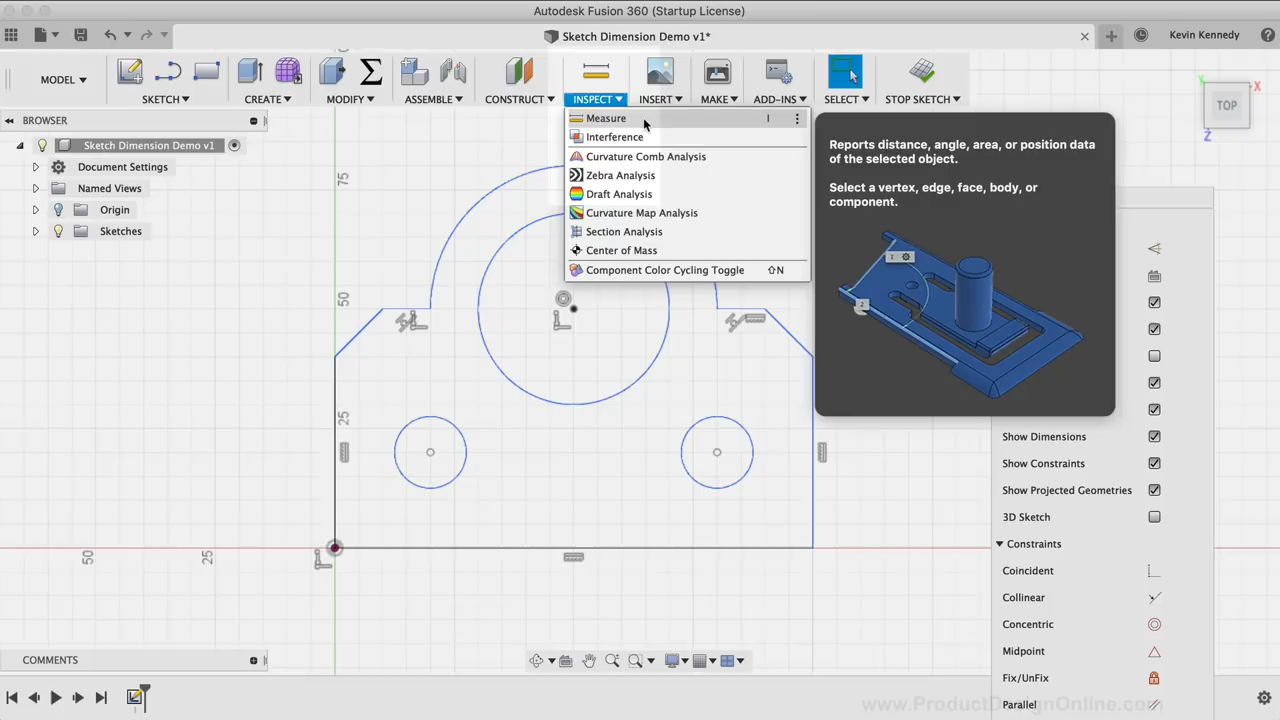 Autodesk Fusion 360 (Startup License)
Sketch Dimension Demo v1*
Kevin Kennedy
MODEL
SKETCH
CREATE
MODIFY
ASSEMBLE
CONSTRUCT
INSPECT
INSERT
MAKE
ADD-INS
SELECT
STOP SKETCH
BROWSER
Sketch Dimension Demo v1
Document Settings
Named Views
Origin
Sketches
Measure I
Interference
Curvature Comb Analysis
Zebra Analysis
Draft Analysis
Curvature Map Analysis
Section Analysis
Center of Mass
Component Color Cycling Toggle ⇧N
Reports distance, angle, area, or position data
of the selected object.
Select a vertex, edge, face, body, or
component.
TOP
X
Y
Z
75
50
25
50
25
Show Dimensions
Show Constraints
Show Projected Geometries
3D Sketch
Constraints
Coincident
Collinear
Concentric
Midpoint
Fix/UnFix
Parallel
COMMENTS
www.ProductDesignOnline.com